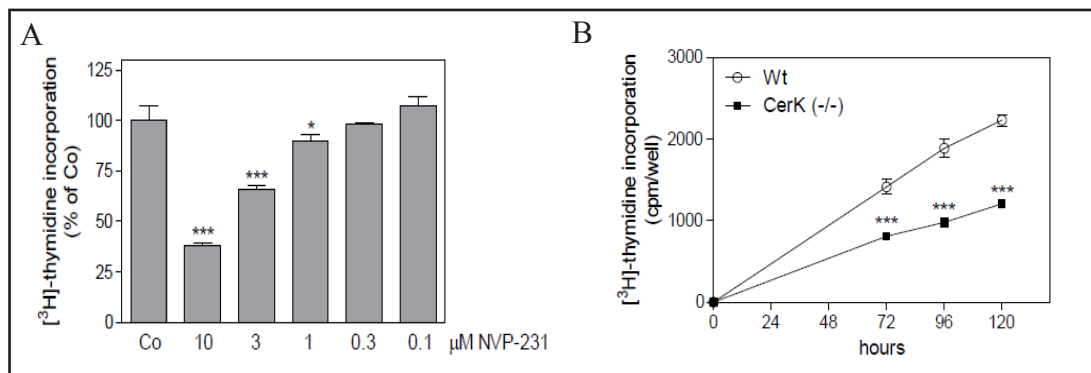 A
[³H]-thymidine incorporation
(% of Co)
125
100
75
50
25
0
***
***
*
Co 10 3 1 0.3 0.1 μM NVP-231
B
[³H]-thymidine incorporation
(cpm/well)
3000
2000
1000
0
Wt
CerK (-/-)
***
***
***
0 24 48 72 96 120
hours